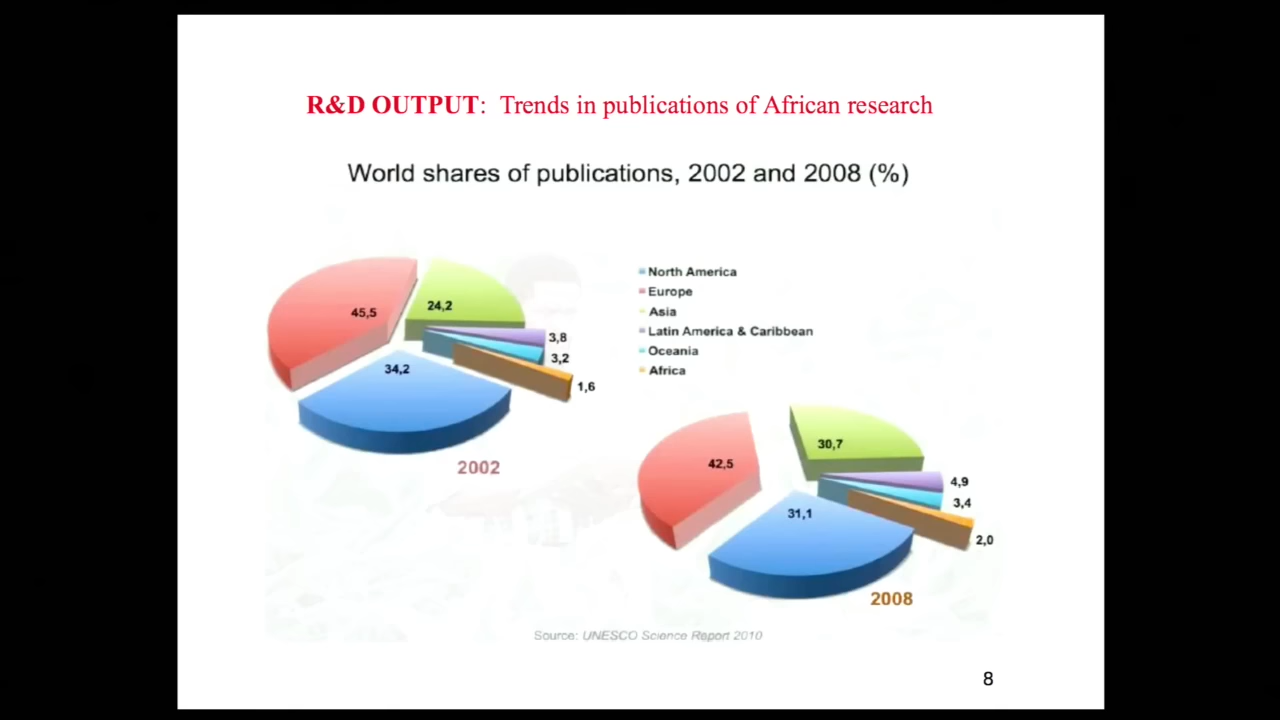 R&D OUTPUT: Trends in publications of African research
World shares of publications, 2002 and 2008 (%)
North America
Europe
Asia
Latin America & Caribbean
Oceania
Africa
45,5
24,2
3,8
3,2
1,6
34,2
2002
42,5
30,7
4,9
3,4
2,0
31,1
2008
Source: UNESCO Science Report 2010
8